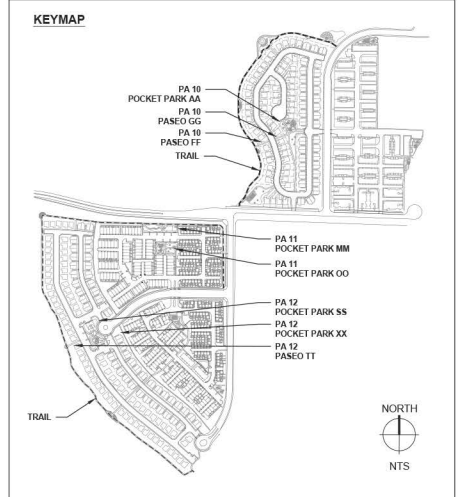 KEYMAP
PA 10
POCKET PARK AA
PA 10
PASEO GG
PA 10
PASEO FF
TRAIL
PA 11
POCKET PARK MM
PA 11
POCKET PARK OO
PA 12
POCKET PARK SS
PA 12
POCKET PARK XX
PA 12
PASEO TT
TRAIL
NORTH
NTS